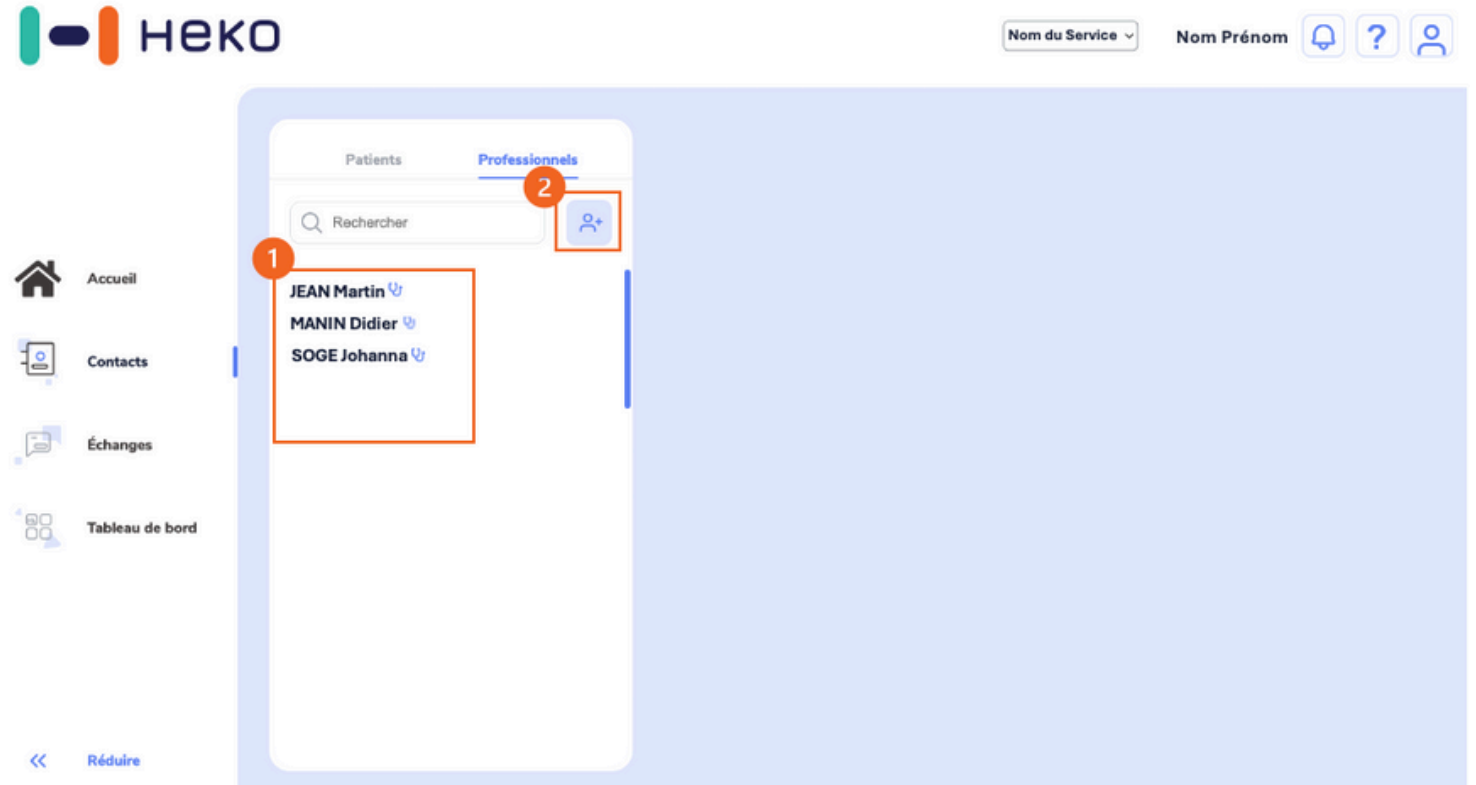 Heko
Nom du Service
Nom Prénom
?
Patients
Professionnels
2
Rechercher
1
JEAN Martin
MANIN Didier
SOGE Johanna
Accueil
Contacts
Échanges
Tableau de bord
Réduire